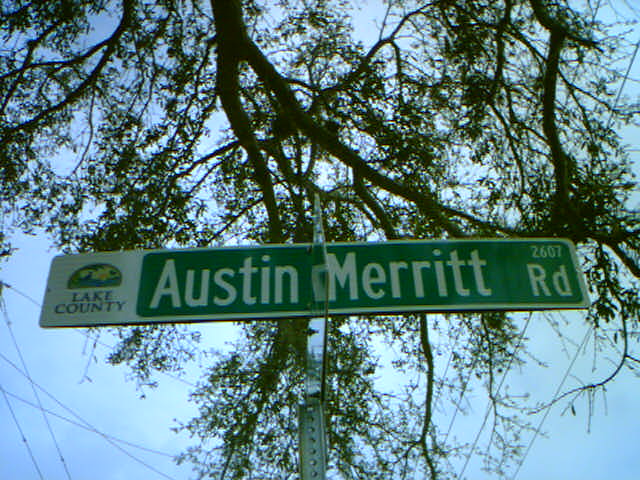 LAKE
COUNTY
Austin Merritt Rd
2607